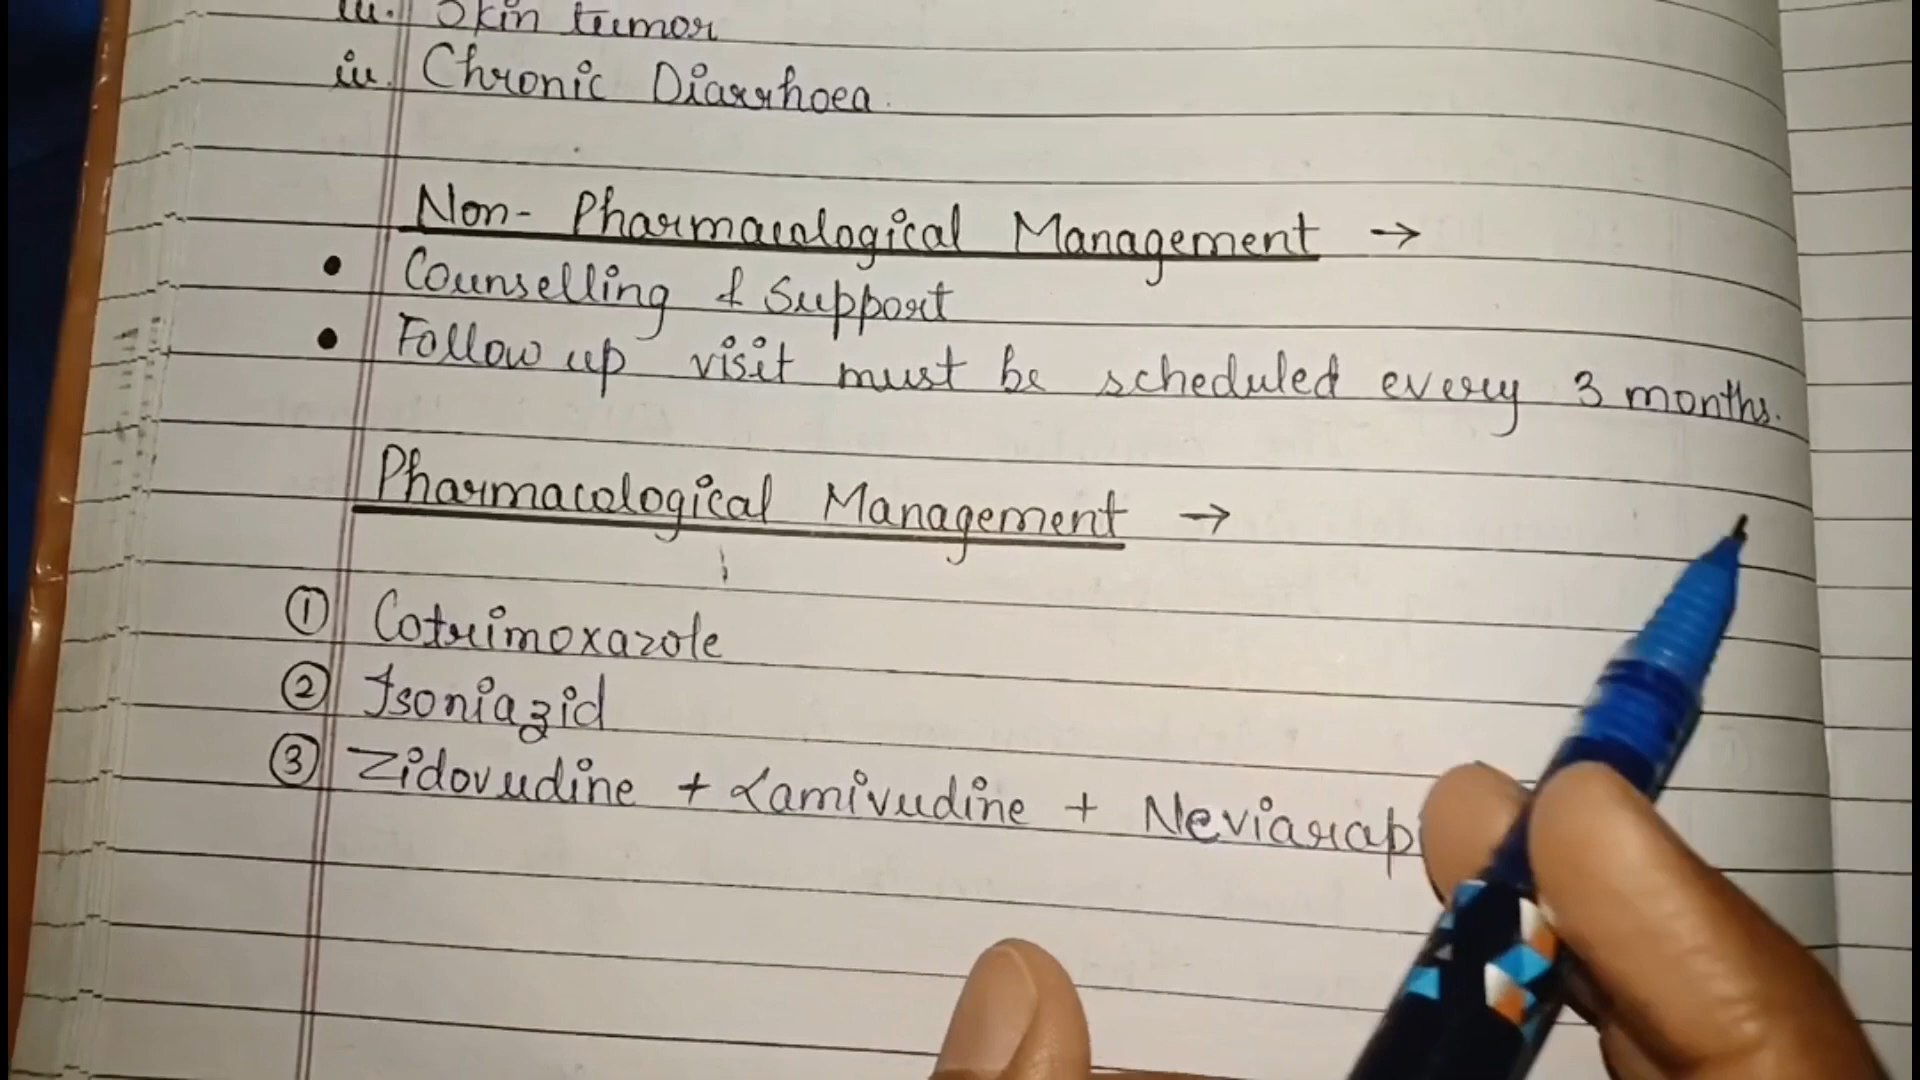 iii. Skin tumor
iv. Chronic Diarrhoea.
Non-Pharmacological Management →
• Counselling & Support
• Follow up visit must be scheduled every 3 months.
Pharmacological Management →
① Cotrimoxazole
② Isoniazid
③ Zidovudine + Lamivudine +